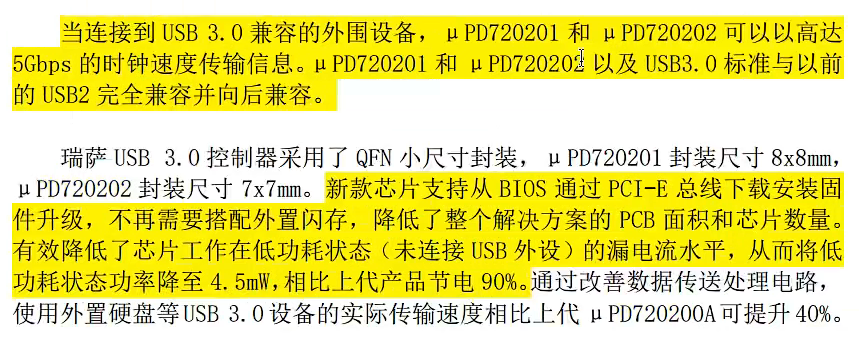 当连接到 USB 3.0 兼容的外围设备，μPD720201 和 μPD720202 可以以高达
5Gbps 的时钟速度传输信息。μPD720201 和 μPD720202 以及 USB3.0 标准与以前
的 USB2 完全兼容并向后兼容。
瑞萨 USB 3.0 控制器采用了 QFN 小尺寸封装，μPD720201 封装尺寸 8x8mm，
μPD720202 封装尺寸 7x7mm。新款芯片支持从 BIOS 通过 PCI-E 总线下载安装固
件升级，不再需要搭配外置闪存，降低了整个解决方案的 PCB 面积和芯片数量。
有效降低了芯片工作在低功耗状态（未连接 USB 外设）的漏电流水平，从而将低
功耗状态功率降至 4.5mW，相比上代产品节电 90%。通过改善数据传送处理电路，
使用外置硬盘等 USB 3.0 设备的实际传输速度相比上代 μPD720200A 可提升 40%。